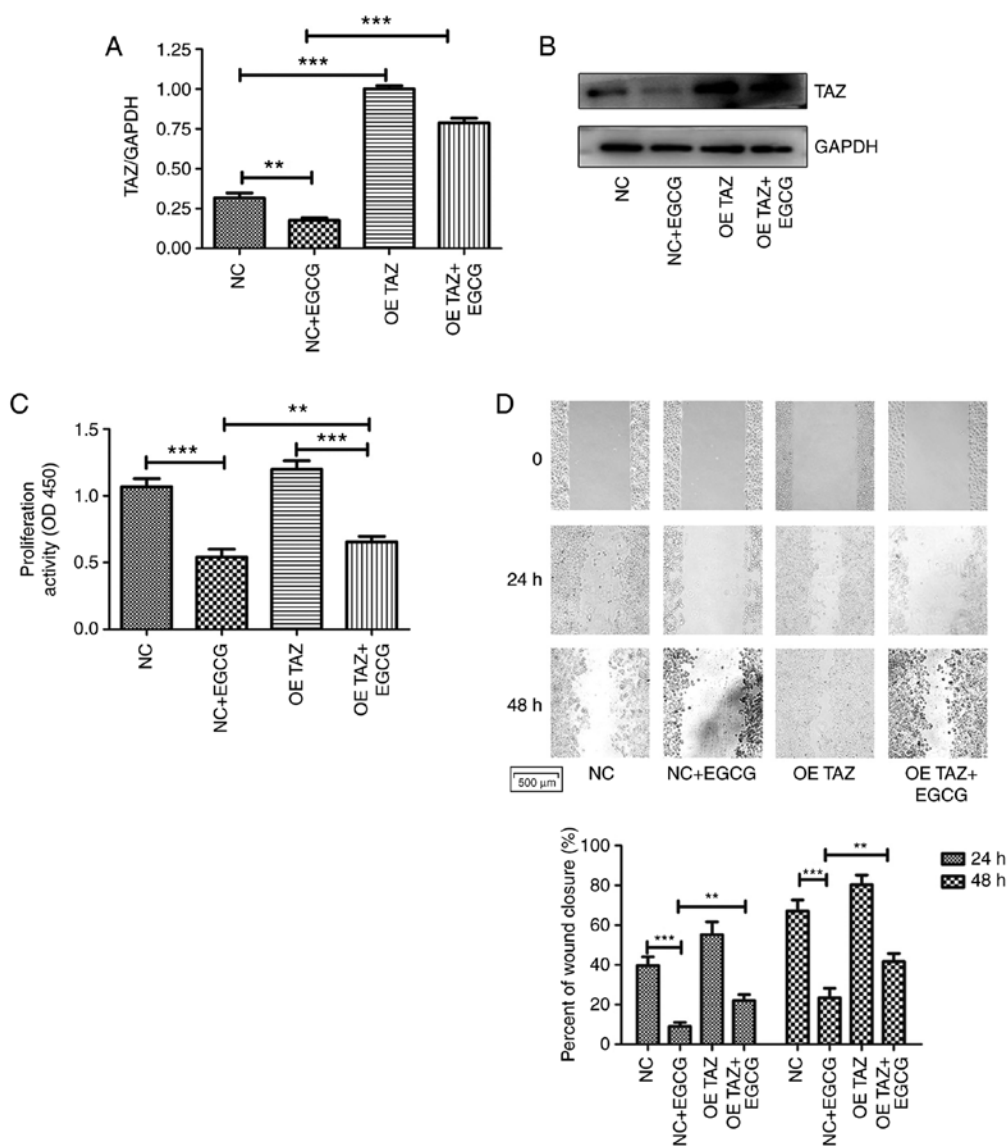 A
TAZ/GAPDH
1.25
1.00
0.75
0.50
0.25
0.00
***
***
**
NC
NC+EGCG
OE TAZ
OE TAZ+
EGCG
B
TAZ
GAPDH
NC
NC+EGCG
OE TAZ
OE TAZ+
EGCG
C
Proliferation
activity (OD 450)
1.5
1.0
0.5
0.0
**
***
***
NC
NC+EGCG
OE TAZ
OE TAZ+
EGCG
D
0
24 h
48 h
500 µm
NC
NC+EGCG
OE TAZ
OE TAZ+
EGCG
Percent of wound closure (%)
100
80
60
40
20
0
***
**
***
**
24 h
48 h
NC
NC+EGCG
OE TAZ
OE TAZ+
EGCG
NC
NC+EGCG
OE TAZ
OE TAZ+
EGCG